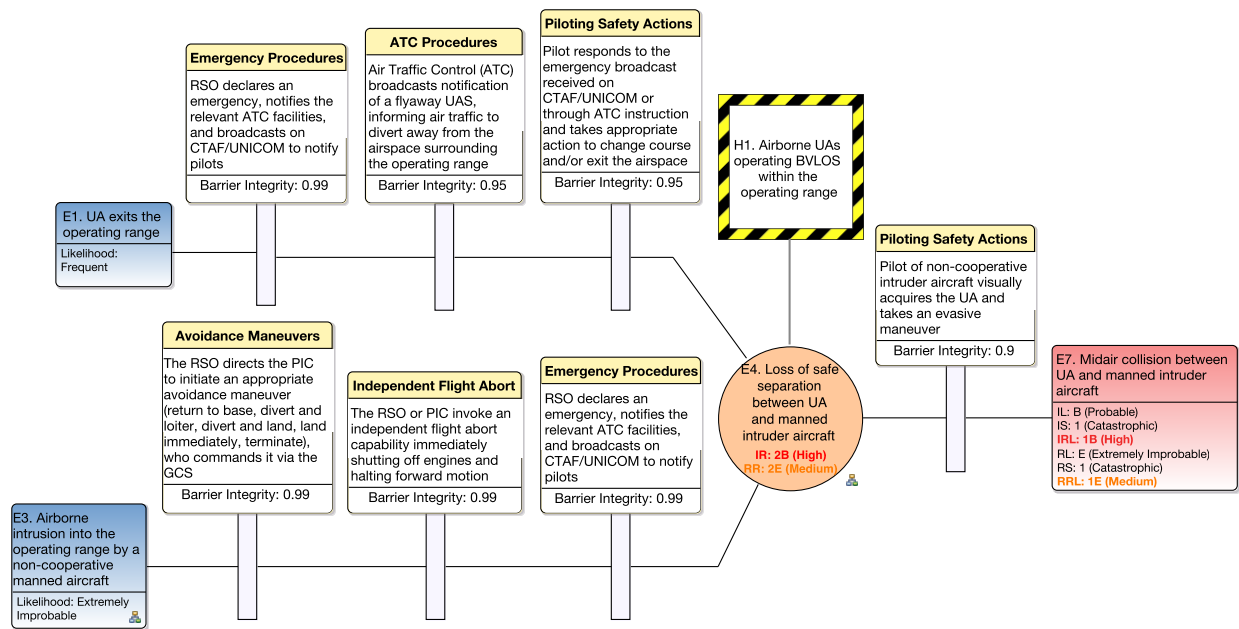 Piloting Safety Actions
Pilot responds to the
emergency broadcast
received on
CTAF/UNICOM or
through ATC instruction
and takes appropriate
action to change course
and/or exit the airspace
Barrier Integrity: 0.95
ATC Procedures
Air Traffic Control (ATC)
broadcasts notification
of a flyaway UAS,
informing air traffic to
divert away from the
airspace surrounding
the operating range
Barrier Integrity: 0.95
Emergency Procedures
RSO declares an
emergency, notifies the
relevant ATC facilities,
and broadcasts on
CTAF/UNICOM to notify
pilots
Barrier Integrity: 0.99
E1. UA exits the
operating range
Likelihood:
Frequent
H1. Airborne UAs
operating BVLOS
within the
operating range
Piloting Safety Actions
Pilot of non-cooperative
intruder aircraft visually
acquires the UA and
takes an evasive
maneuver
Barrier Integrity: 0.9
Avoidance Maneuvers
The RSO directs the PIC
to initiate an appropriate
avoidance maneuver
(return to base, divert and
loiter, divert and land, land
immediately, terminate),
who commands it via the
GCS
Barrier Integrity: 0.99
Independent Flight Abort
The RSO or PIC invoke an
independent flight abort
capability immediately
shutting off engines and
halting forward motion
Barrier Integrity: 0.99
Emergency Procedures
RSO declares an
emergency, notifies the
relevant ATC facilities,
and broadcasts on
CTAF/UNICOM to notify
pilots
Barrier Integrity: 0.99
E4. Loss of safe
separation
between UA
and manned
intruder aircraft
IR: 2B (High)
RR: 2E (Medium)
E7. Midair collision between
UA and manned intruder
aircraft
IL: B (Probable)
IS: 1 (Catastrophic)
IRL: 1B (High)
RL: E (Extremely Improbable)
RS: 1 (Catastrophic)
RRL: 1E (Medium)
E3. Airborne
intrusion into the
operating range by a
non-cooperative
manned aircraft
Likelihood: Extremely
Improbable